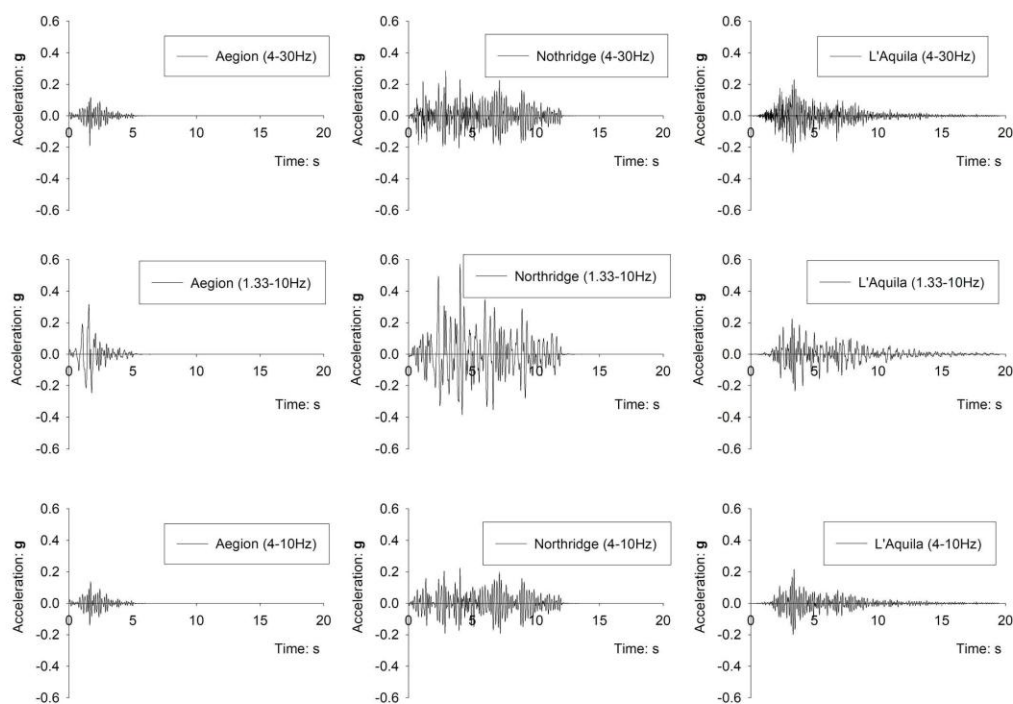 0.6
0.4
0.2
0.0
-0.2
-0.4
-0.6
Acceleration: g
0 5 10 15 20
Time: s
Aegion (4-30Hz)
0.6
0.4
0.2
0.0
-0.2
-0.4
-0.6
Acceleration: g
0 5 10 15 20
Time: s
Nothridge (4-30Hz)
0.6
0.4
0.2
0.0
-0.2
-0.4
-0.6
Acceleration: g
0 5 10 15 20
Time: s
L'Aquila (4-30Hz)
0.6
0.4
0.2
0.0
-0.2
-0.4
-0.6
Acceleration: g
0 5 10 15 20
Time: s
Aegion (1.33-10Hz)
0.6
0.4
0.2
0.0
-0.2
-0.4
-0.6
Acceleration: g
0 5 10 15 20
Time: s
Northridge (1.33-10Hz)
0.6
0.4
0.2
0.0
-0.2
-0.4
-0.6
Acceleration: g
0 5 10 15 20
Time: s
L'Aquila (1.33-10Hz)
0.6
0.4
0.2
0.0
-0.2
-0.4
-0.6
Acceleration: g
0 5 10 15 20
Time: s
Aegion (4-10Hz)
0.6
0.4
0.2
0.0
-0.2
-0.4
-0.6
Acceleration: g
0 5 10 15 20
Time: s
Northridge (4-10Hz)
0.6
0.4
0.2
0.0
-0.2
-0.4
-0.6
Acceleration: g
0 5 10 15 20
Time: s
L'Aquila (4-10Hz)